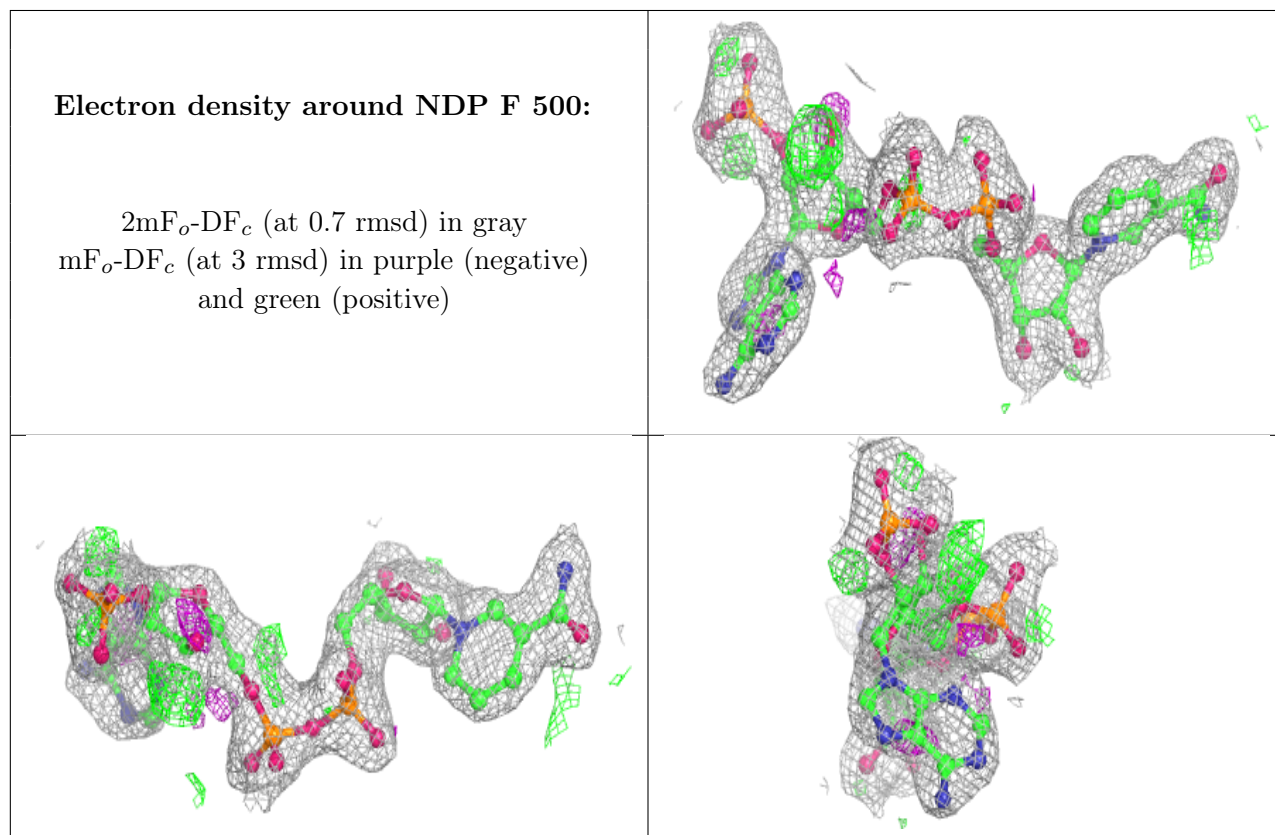 Electron density around NDP F 500:
2mFo-DFc (at 0.7 rmsd) in gray
mFo-DFc (at 3 rmsd) in purple (negative)
and green (positive)